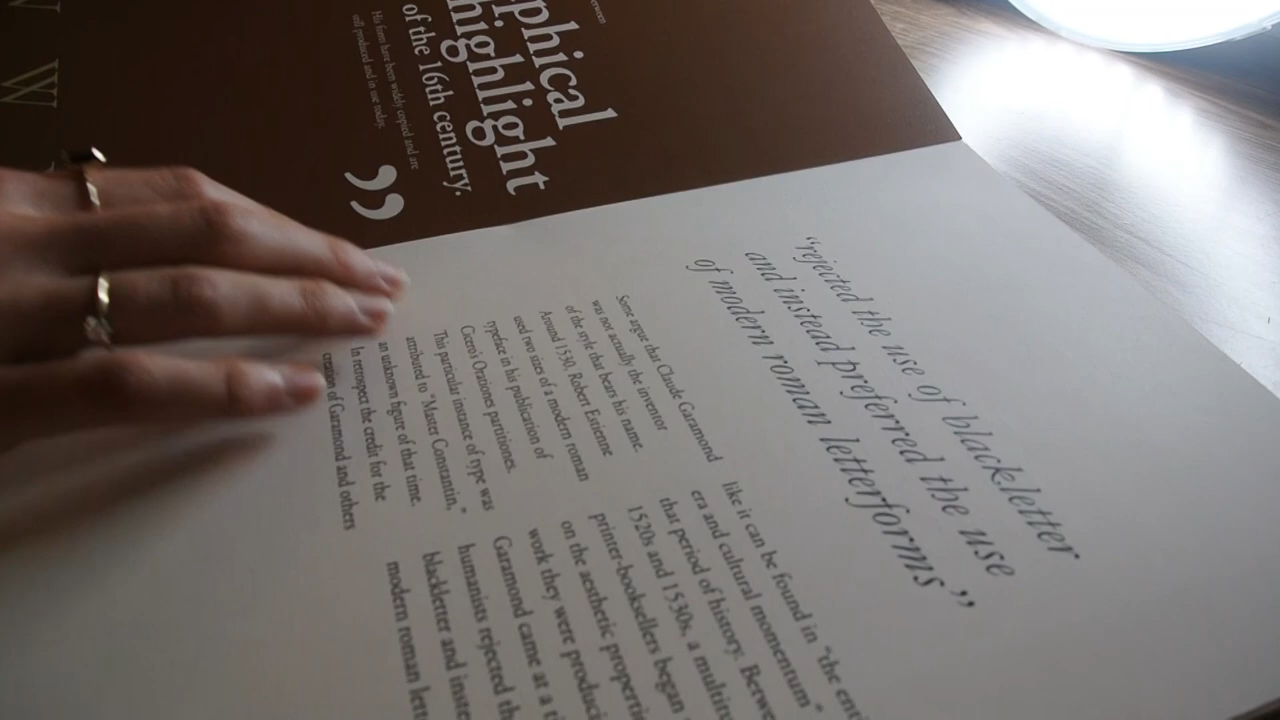 phical
highlight
of the 16th century.
His fonts have been widely copied and are
still produced and in use today.
”
W
“rejected the use of blackletter
and instead preferred the use
of modern roman letterforms”
Some argue that Claude Garamond
was not actually the inventor
of the style that bears his name.
Around 1530, Robert Estienne
used two sizes of a modern roman
typeface in his publication of
Cicero's Orationes partitiones.
This particular instance of type was
attributed to “Master Constantin,”
an unknown figure of that time.
In retrospect the credit for the
creation of Garamond and others
like it can be found in “the enti
era and cultural momentum”
that period of history. Betwe
1520s and 1530s, a multitu
printer-booksellers began
on the aesthetic properti
work they were produci
Garamond came at a ti
humanists rejected th
blackletter and inste
modern roman lett